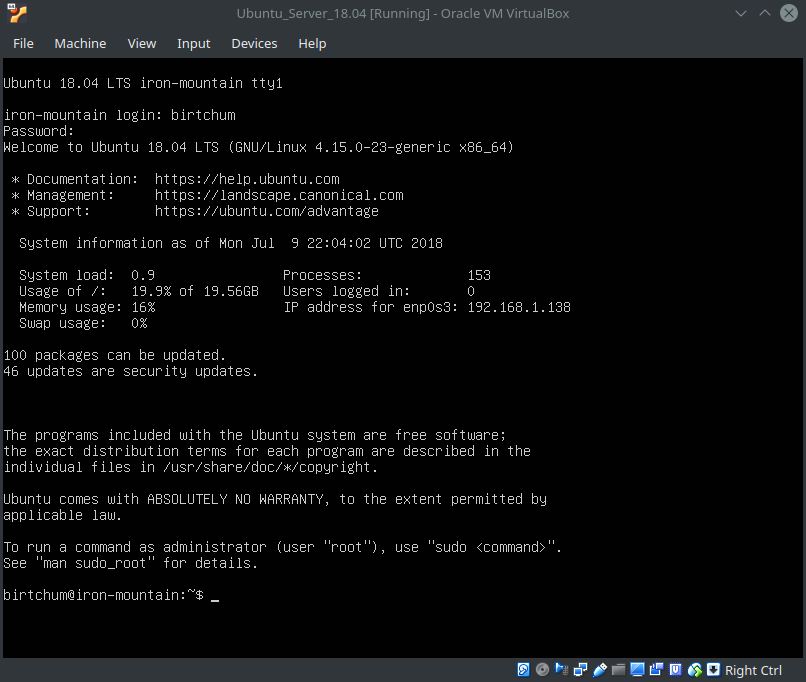 Ubuntu_Server_18.04 [Running] - Oracle VM VirtualBox
File Machine View Input Devices Help
Ubuntu 18.04 LTS iron-mountain tty1
iron-mountain login: birtchum
Password:
Welcome to Ubuntu 18.04 LTS (GNU/Linux 4.15.0-23-generic x86_64)
* Documentation: https://help.ubuntu.com
* Management: https://landscape.canonical.com
* Support: https://ubuntu.com/advantage
System information as of Mon Jul 9 22:04:02 UTC 2018
System load: 0.9 Processes: 153
Usage of /: 19.9% of 19.56GB Users logged in: 0
Memory usage: 16% IP address for enp0s3: 192.168.1.138
Swap usage: 0%
100 packages can be updated.
46 updates are security updates.
The programs included with the Ubuntu system are free software;
the exact distribution terms for each program are described in the
individual files in /usr/share/doc/*/copyright.
Ubuntu comes with ABSOLUTELY NO WARRANTY, to the extent permitted by
applicable law.
To run a command as administrator (user "root"), use "sudo <command>".
See "man sudo_root" for details.
birtchum@iron-mountain:~$ _
Right Ctrl